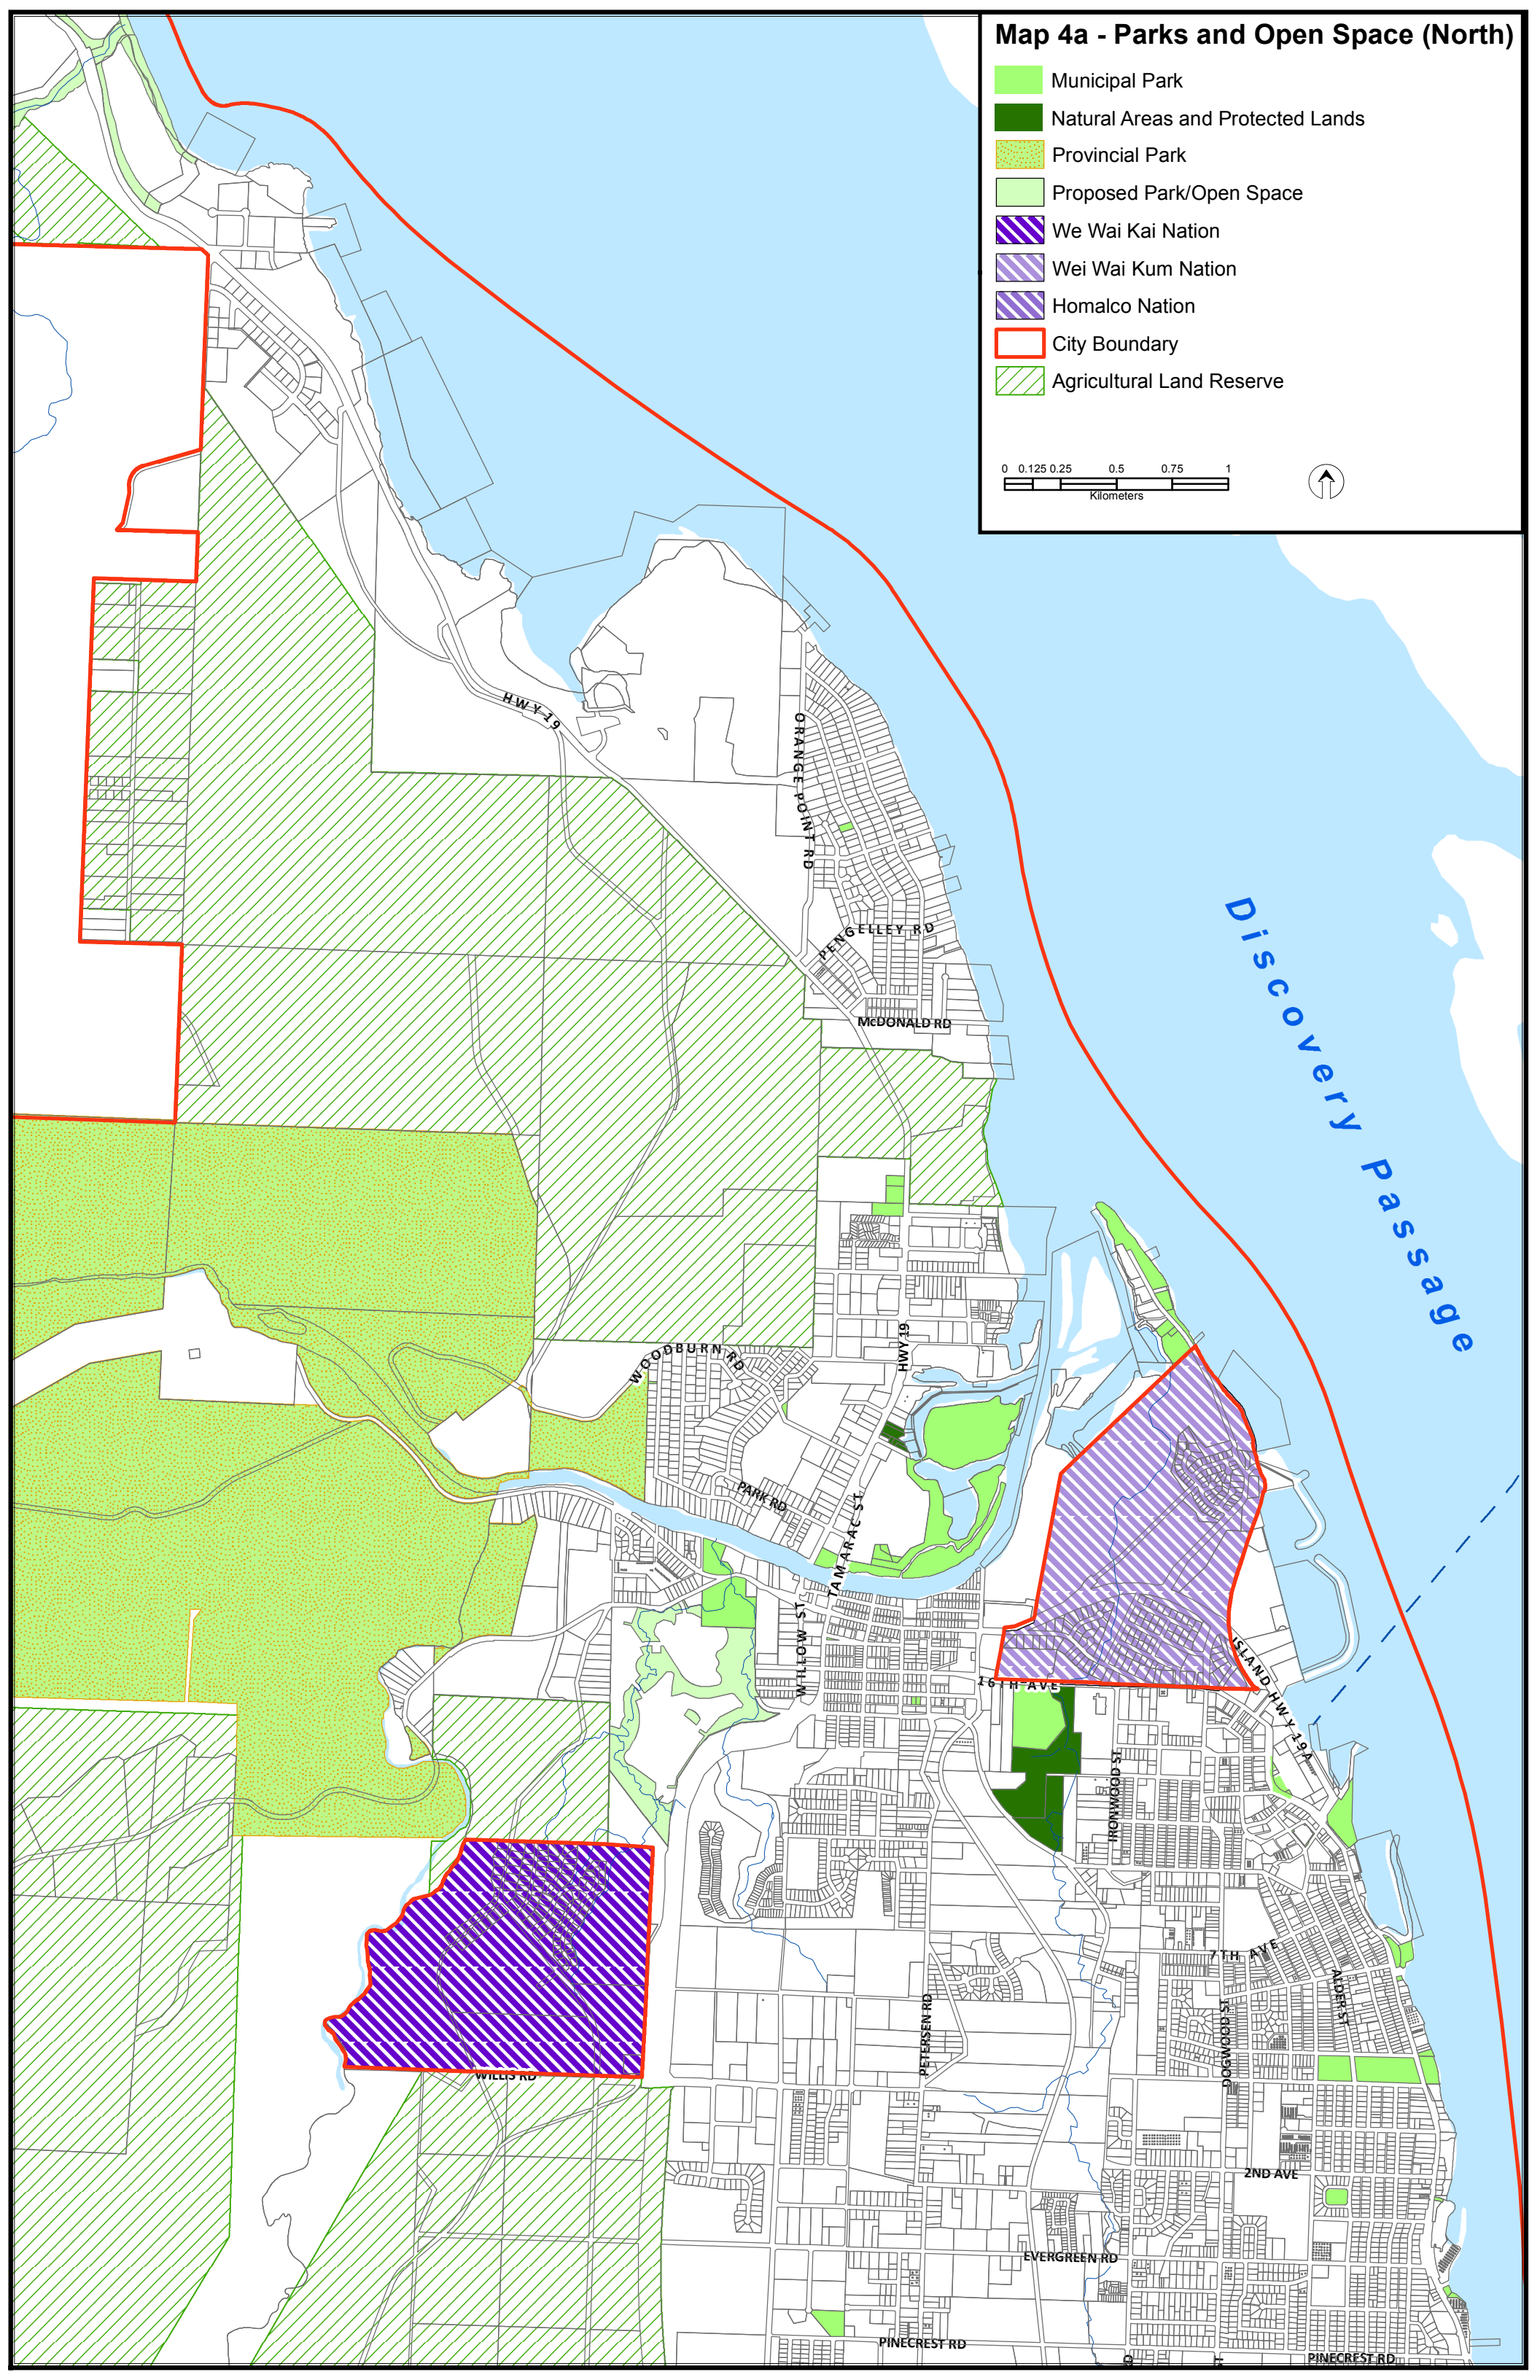 Map 4a - Parks and Open Space (North)
Municipal Park
Natural Areas and Protected Lands
Provincial Park
Proposed Park/Open Space
We Wai Kai Nation
Wei Wai Kum Nation
Homalco Nation
City Boundary
Agricultural Land Reserve
0 0.125 0.25 0.5 0.75 1
Kilometers
HWY 19
ORANGE POINT RD
PENGELLEY RD
McDONALD RD
Discovery Passage
HWY 19
WOODBURN RD
PARK RD
TAMARAC ST
WILLOW ST
16TH AVE
ISLAND HWY 19A
IRONWOOD ST
7TH AVE
ALDER ST
DOGWOOD ST
PETERSEN RD
WILLIS RD
2ND AVE
EVERGREEN RD
PINECREST RD
PINECREST RD